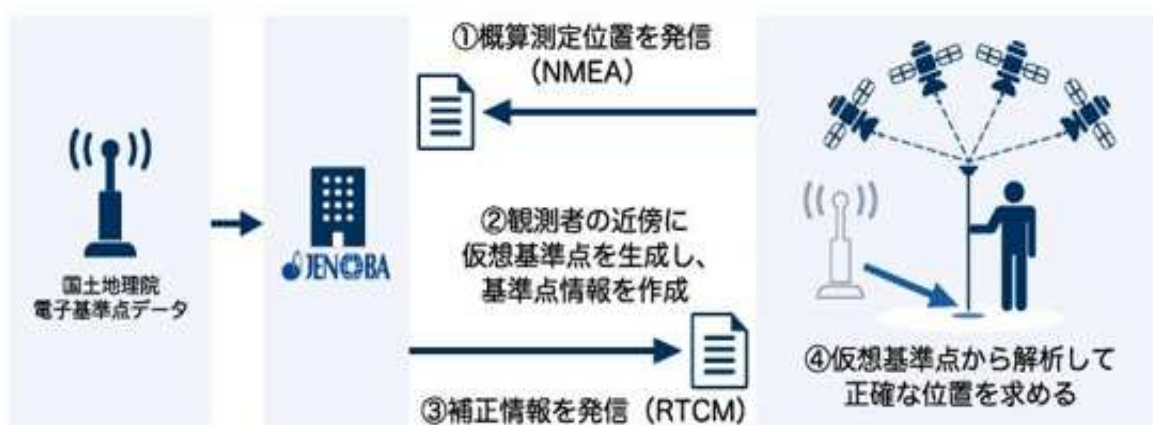 ①概算測定位置を発信
(NMEA)
国土地理院
電子基準点データ
JENOBA
②観測者の近傍に
仮想基準点を生成し、
基準点情報を作成
③補正情報を発信（RTCM）
④仮想基準点から解析して
正確な位置を求める